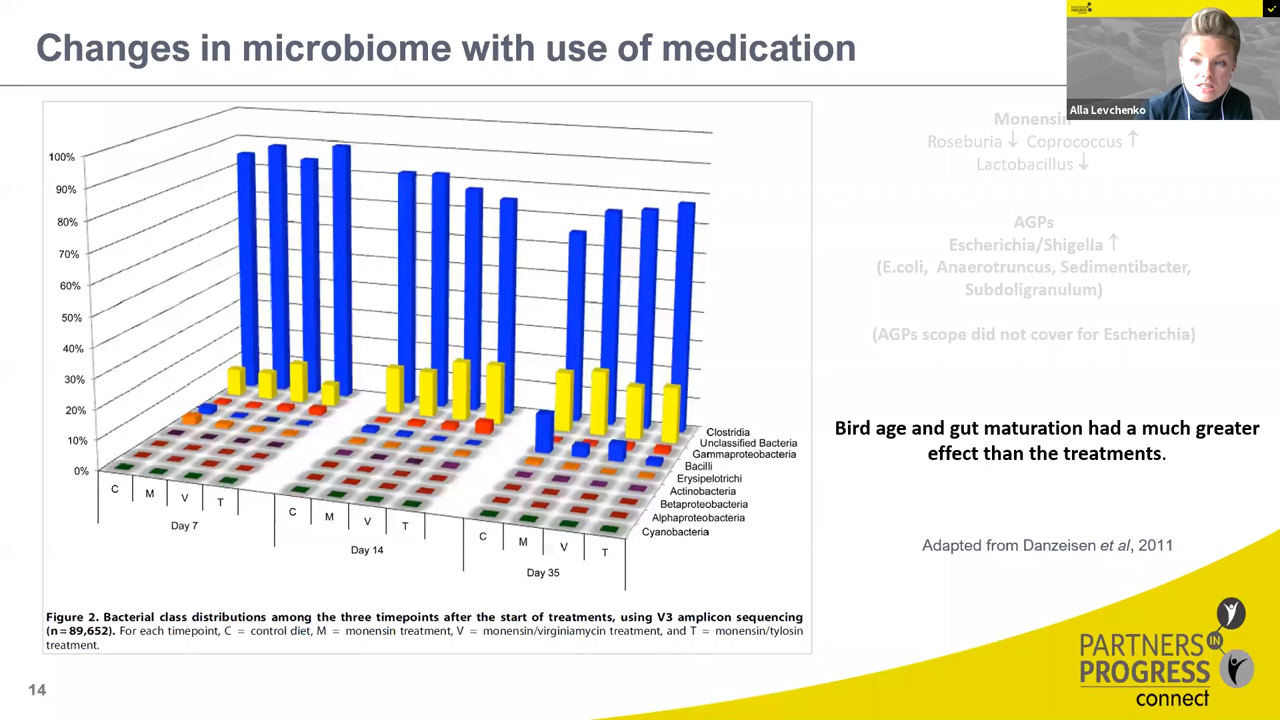 Changes in microbiome with use of medication
PARTNERS IN
PROGRESS
connect
Alla Levchenko
100%
90%
80%
70%
60%
50%
40%
30%
20%
10%
0%
C M V T
Day 7
C M V T
Day 14
C M V T
Day 35
Clostridia
Unclassified Bacteria
Gammaproteobacteria
Bacilli
Erysipelotrichi
Actinobacteria
Betaproteobacteria
Alphaproteobacteria
Cyanobacteria
Figure 2. Bacterial class distributions among the three timepoints after the start of treatments, using V3 amplicon sequencing
(n=89,652). For each timepoint, C = control diet, M = monensin treatment, V = monensin/virginiamycin treatment, and T = monensin/tylosin
treatment.
Monensin
Roseburia ↓ Coprococcus ↑
Lactobacillus ↓
AGPs
Escherichia/Shigella ↑
(E.coli, Anaerotruncus, Sedimentibacter,
Subdoligranulum)
(AGPs scope did not cover for Escherichia)
Bird age and gut maturation had a much greater
effect than the treatments.
Adapted from Danzeisen et al, 2011
PARTNERS IN
PROGRESS
connect
14